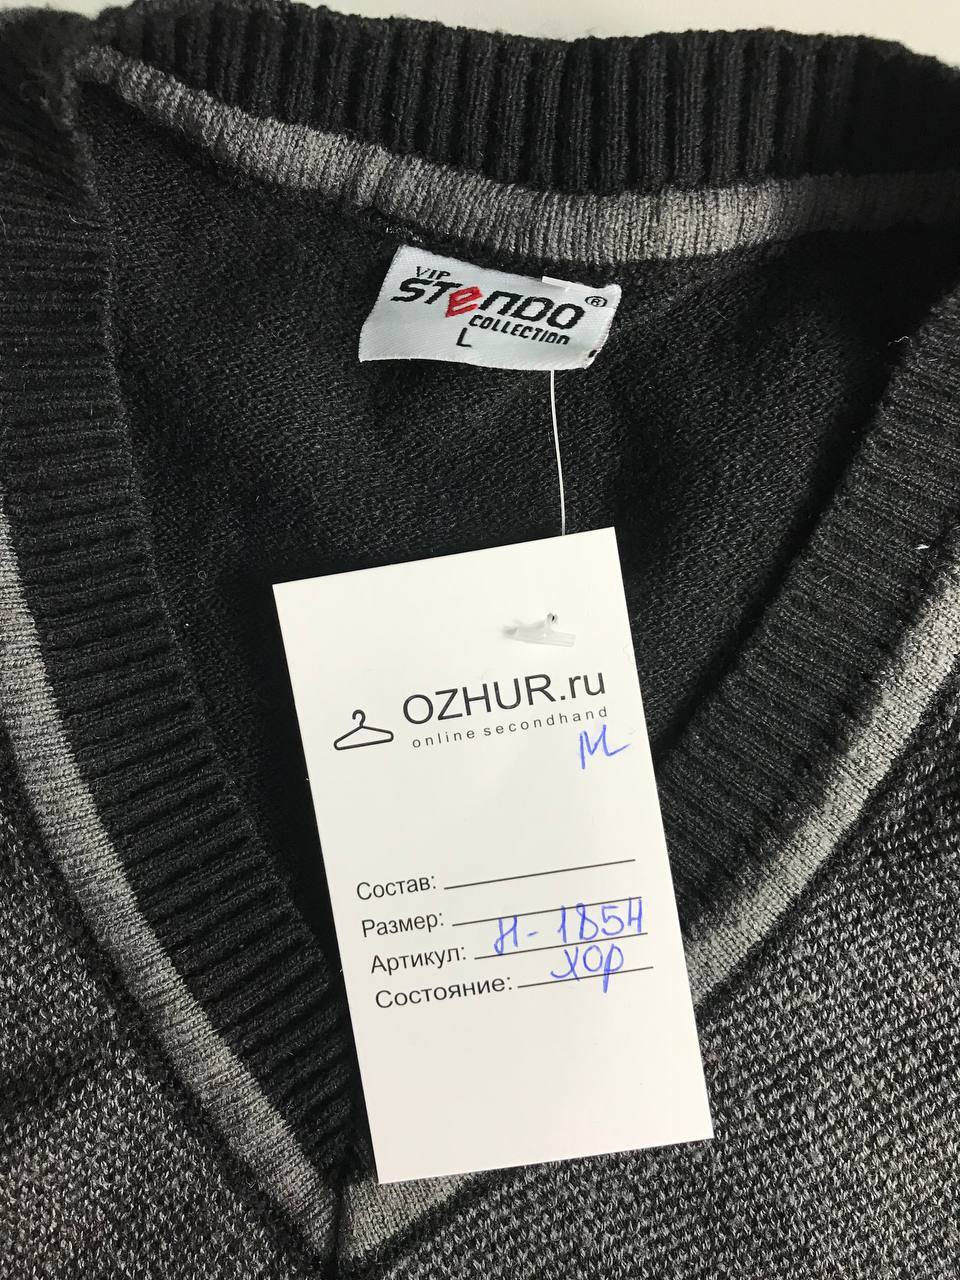 VIP
STeNDO®
COLLECTION
L
OZHUR.ru
online secondhand
М
Состав:
Размер:
Артикул: Н-1854
Состояние: хор